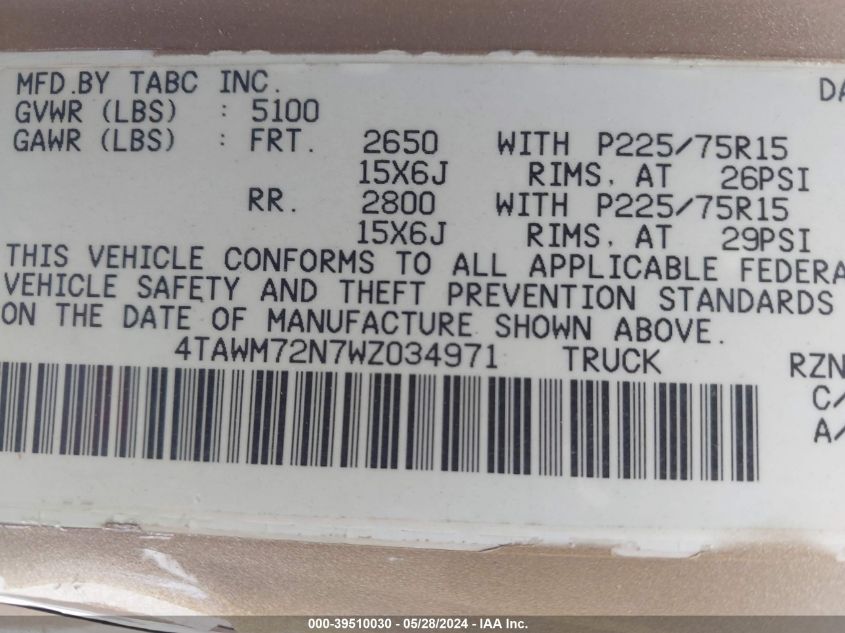 MFD.BY TABC INC. DA
GVWR (LBS) : 5100
GAWR (LBS) : FRT. 2650 WITH P225/75R15
15X6J RIMS, AT 26PSI
RR. 2800 WITH P225/75R15
15X6J RIMS, AT 29PSI
THIS VEHICLE CONFORMS TO ALL APPLICABLE FEDERA
VEHICLE SAFETY AND THEFT PREVENTION STANDARDS
ON THE DATE OF MANUFACTURE SHOWN ABOVE.
4TAWM72N7WZ034971 TRUCK RZN
C/
A/
000-39510030 - 05/28/2024 - IAA Inc.